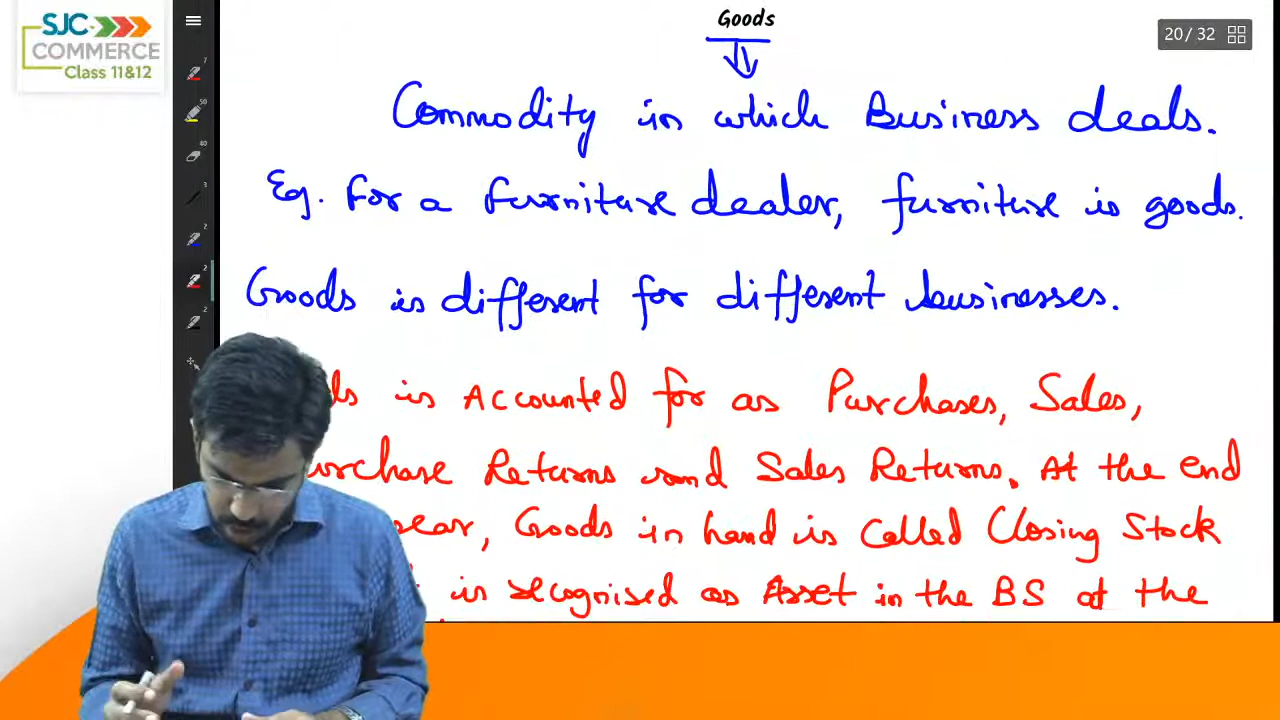 SJC
COMMERCE
Class 11&12
Goods
20 / 32
Commodity in which Business deals.
Eg. For a furniture dealer, furniture is goods.
Goods is different for different businesses.
is Accounted for as Purchases, Sales,
Returns and Sales Returns. At the end
Goods in hand is called Closing Stock
is recognised as Asset in the BS at the